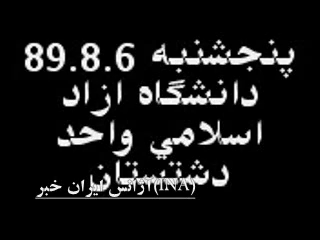 پنجشنبه 89.8.6
دانشگاه ازاد
اسلامي واحد
دشتستان
آژانس ایران خبر (INA)